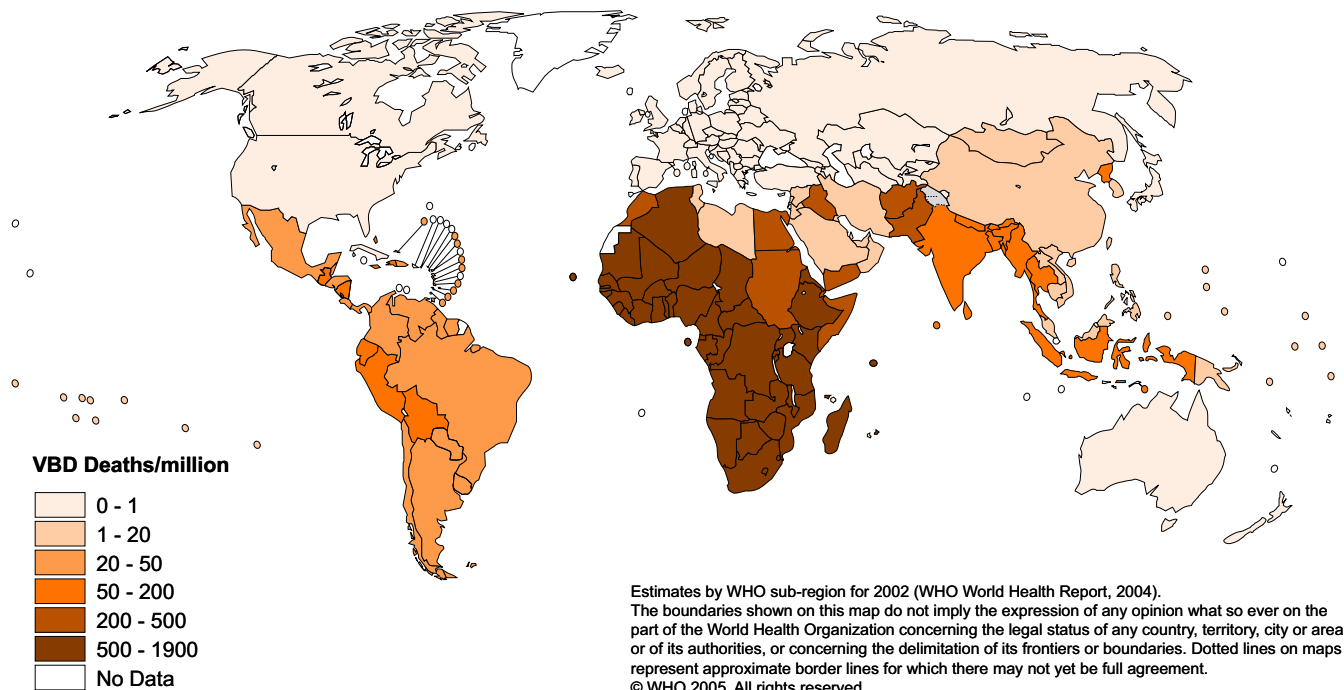 VBD Deaths/million
0 - 1
1 - 20
20 - 50
50 - 200
200 - 500
500 - 1900
No Data
Estimates by WHO sub-region for 2002 (WHO World Health Report, 2004).
The boundaries shown on this map do not imply the expression of any opinion what so ever on the
part of the World Health Organization concerning the legal status of any country, territory, city or area
or of its authorities, or concerning the delimitation of its frontiers or boundaries. Dotted lines on maps
represent approximate border lines for which there may not yet be full agreement.
© WHO 2005. All rights reserved